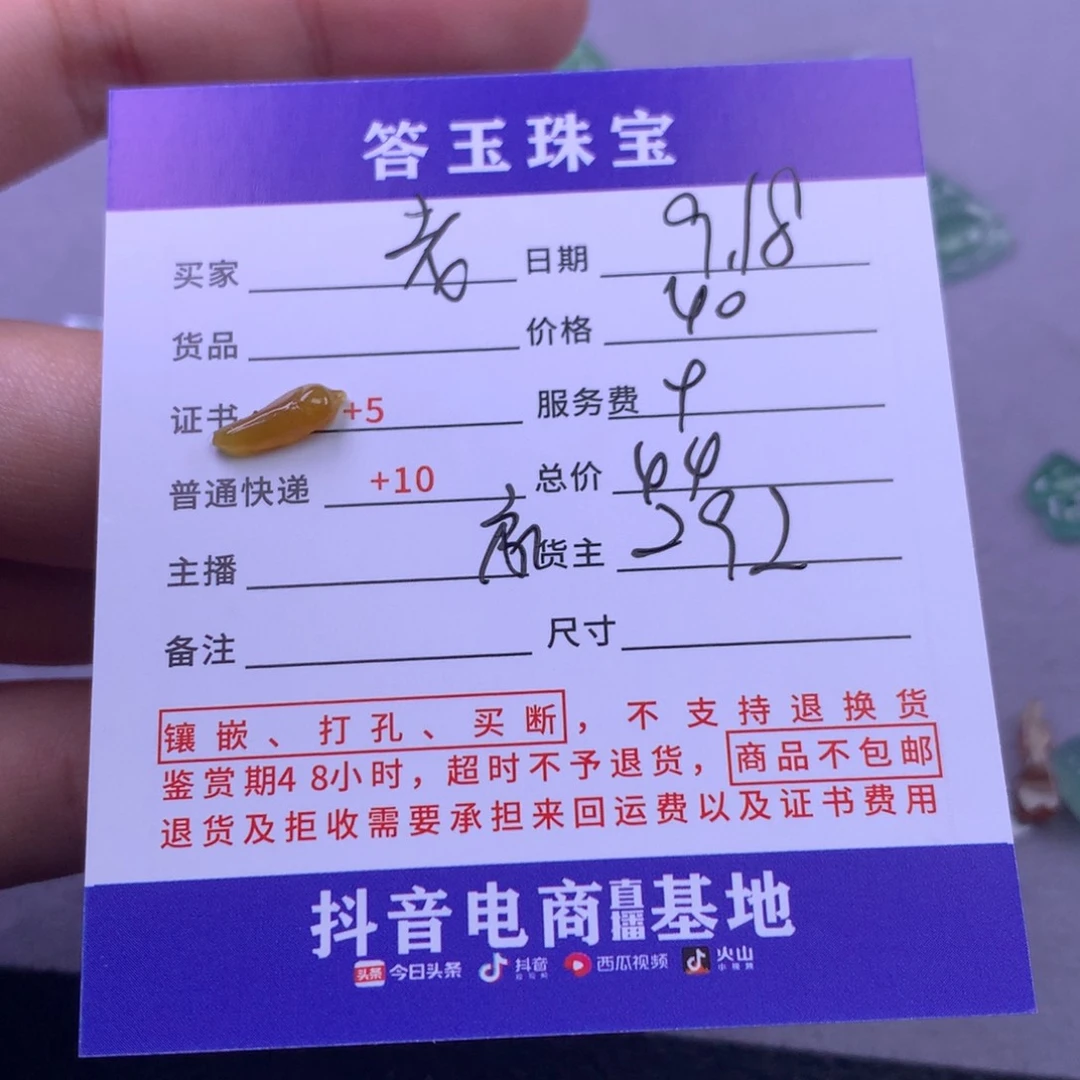 答玉珠宝
买家 老 日期 9.18
货品 价格 40
证书 +5 服务费 4
普通快递 +10 总价 44
主播 货主 292
备注 尺寸
镶嵌、打孔、买断，不支持退换货
鉴赏期48小时，超时不予退货，商品不包邮
退货及拒收需要承担来回运费以及证书费用
抖音电商直播基地
头条 今日头条 抖音 西瓜视频 火山